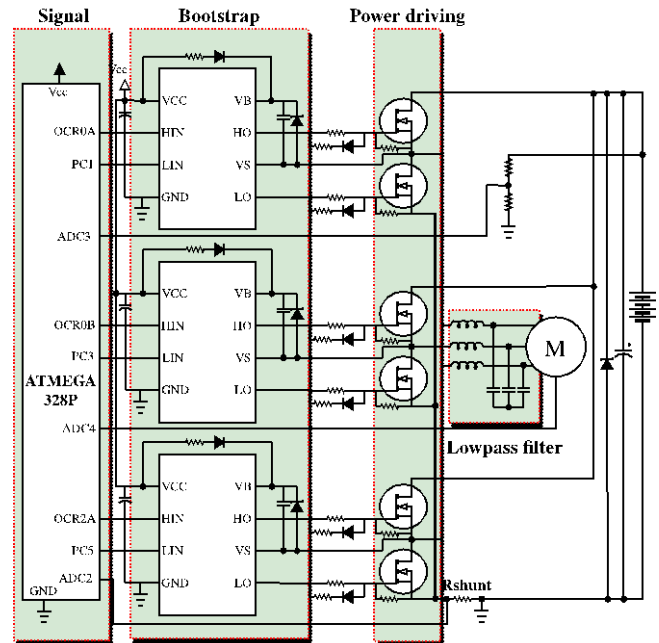 Signal
Bootstrap
Power driving
Vcc
Vcc
OCR0A
PC1
ADC3
OCR0B
PC3
ATMEGA
328P
ADC4
OCR2A
PC5
ADC2
GND
VCC
HIN
LIN
GND
VB
HO
VS
LO
VCC
HIN
LIN
GND
VB
HO
VS
LO
VCC
HIN
LIN
GND
VB
HO
VS
LO
M
Lowpass filter
Rshunt